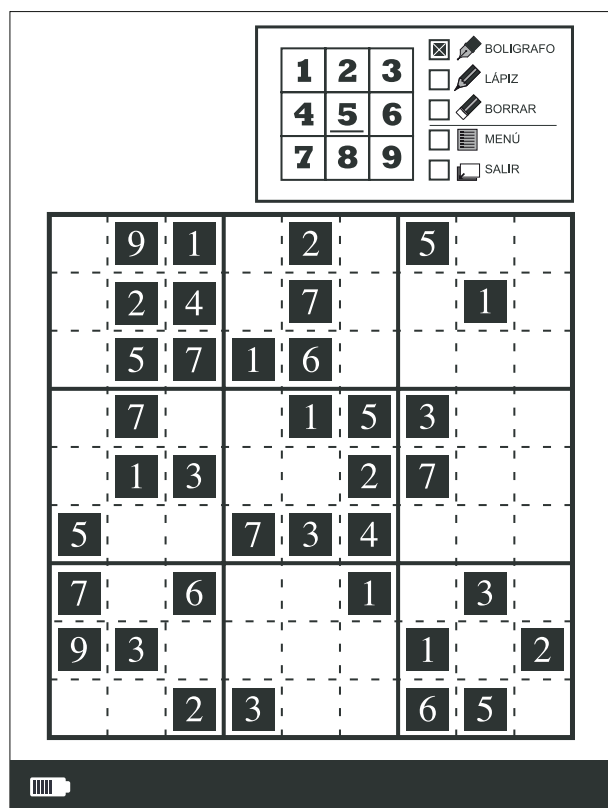 1 2 3
4 5 6
7 8 9
BOLIGRAFO
LÁPIZ
BORRAR
MENÚ
SALIR
9 1 2 5
2 4 7 1
5 7 1 6
7 1 5 3
1 3 2 7
5 7 3 4
7 6 1 3
9 3 1 2
2 3 6 5